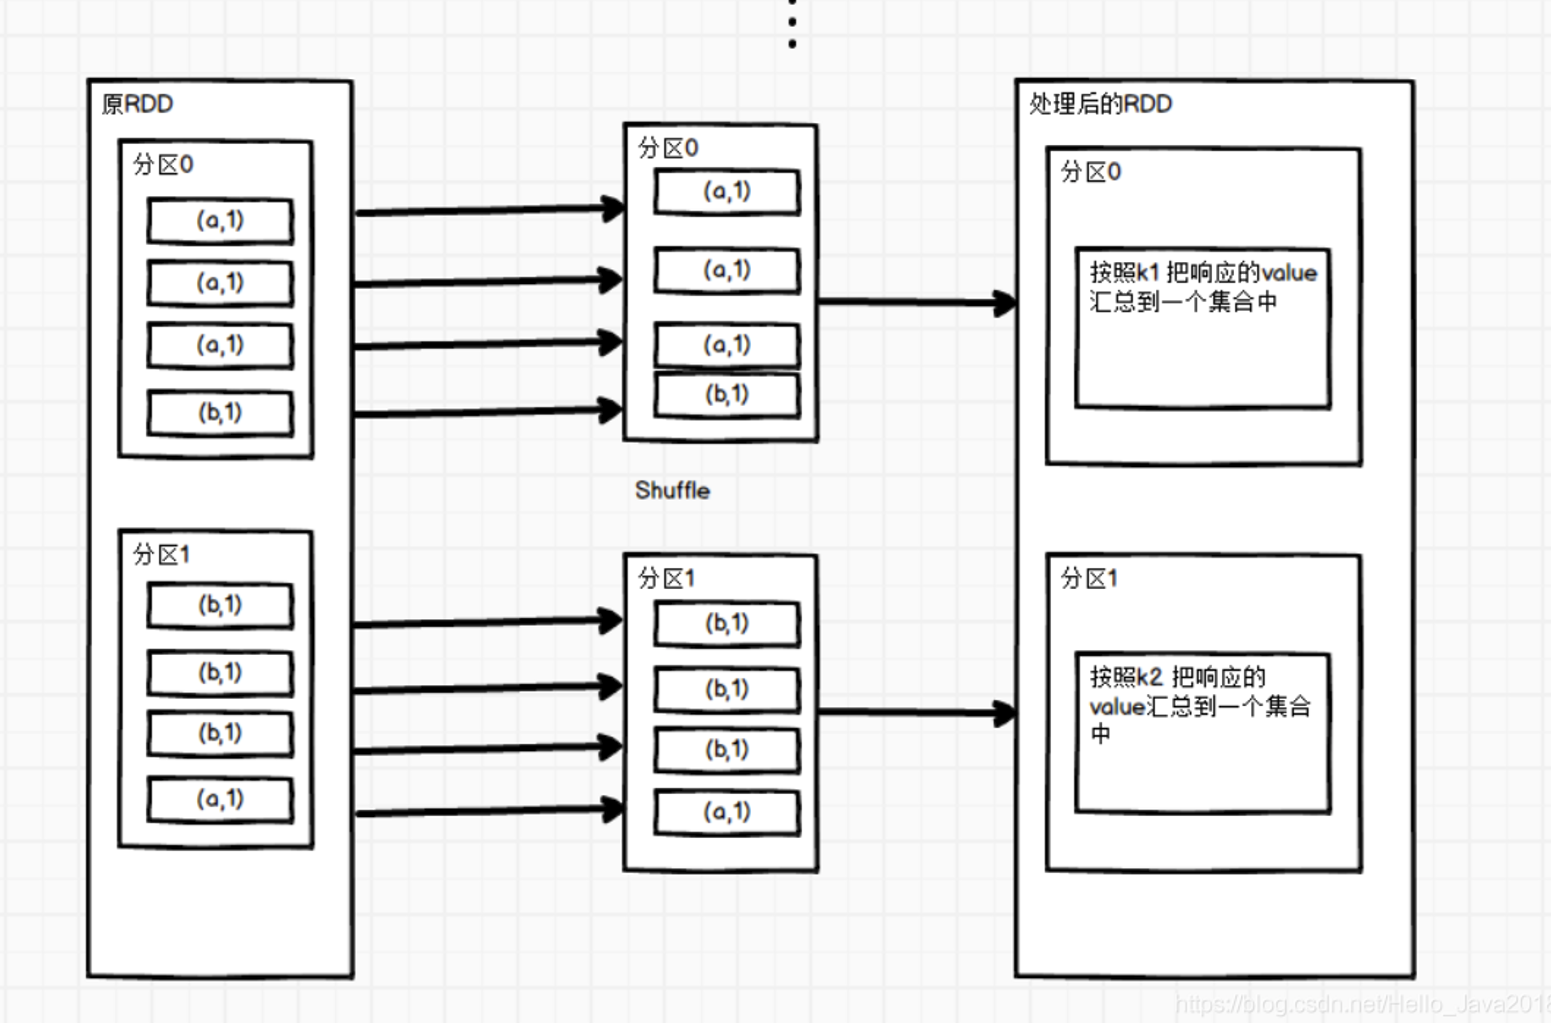 原RDD
分区0
(a,1)
(a,1)
(a,1)
(b,1)
分区1
(b,1)
(b,1)
(b,1)
(a,1)
分区0
(a,1)
(a,1)
(a,1)
(b,1)
Shuffle
分区1
(b,1)
(b,1)
(b,1)
(a,1)
处理后的RDD
分区0
按照k1 把响应的value
汇总到一个集合中
分区1
按照k2 把响应的
value汇总到一个集合
中
https://blog.csdn.net/Hello_Java2018